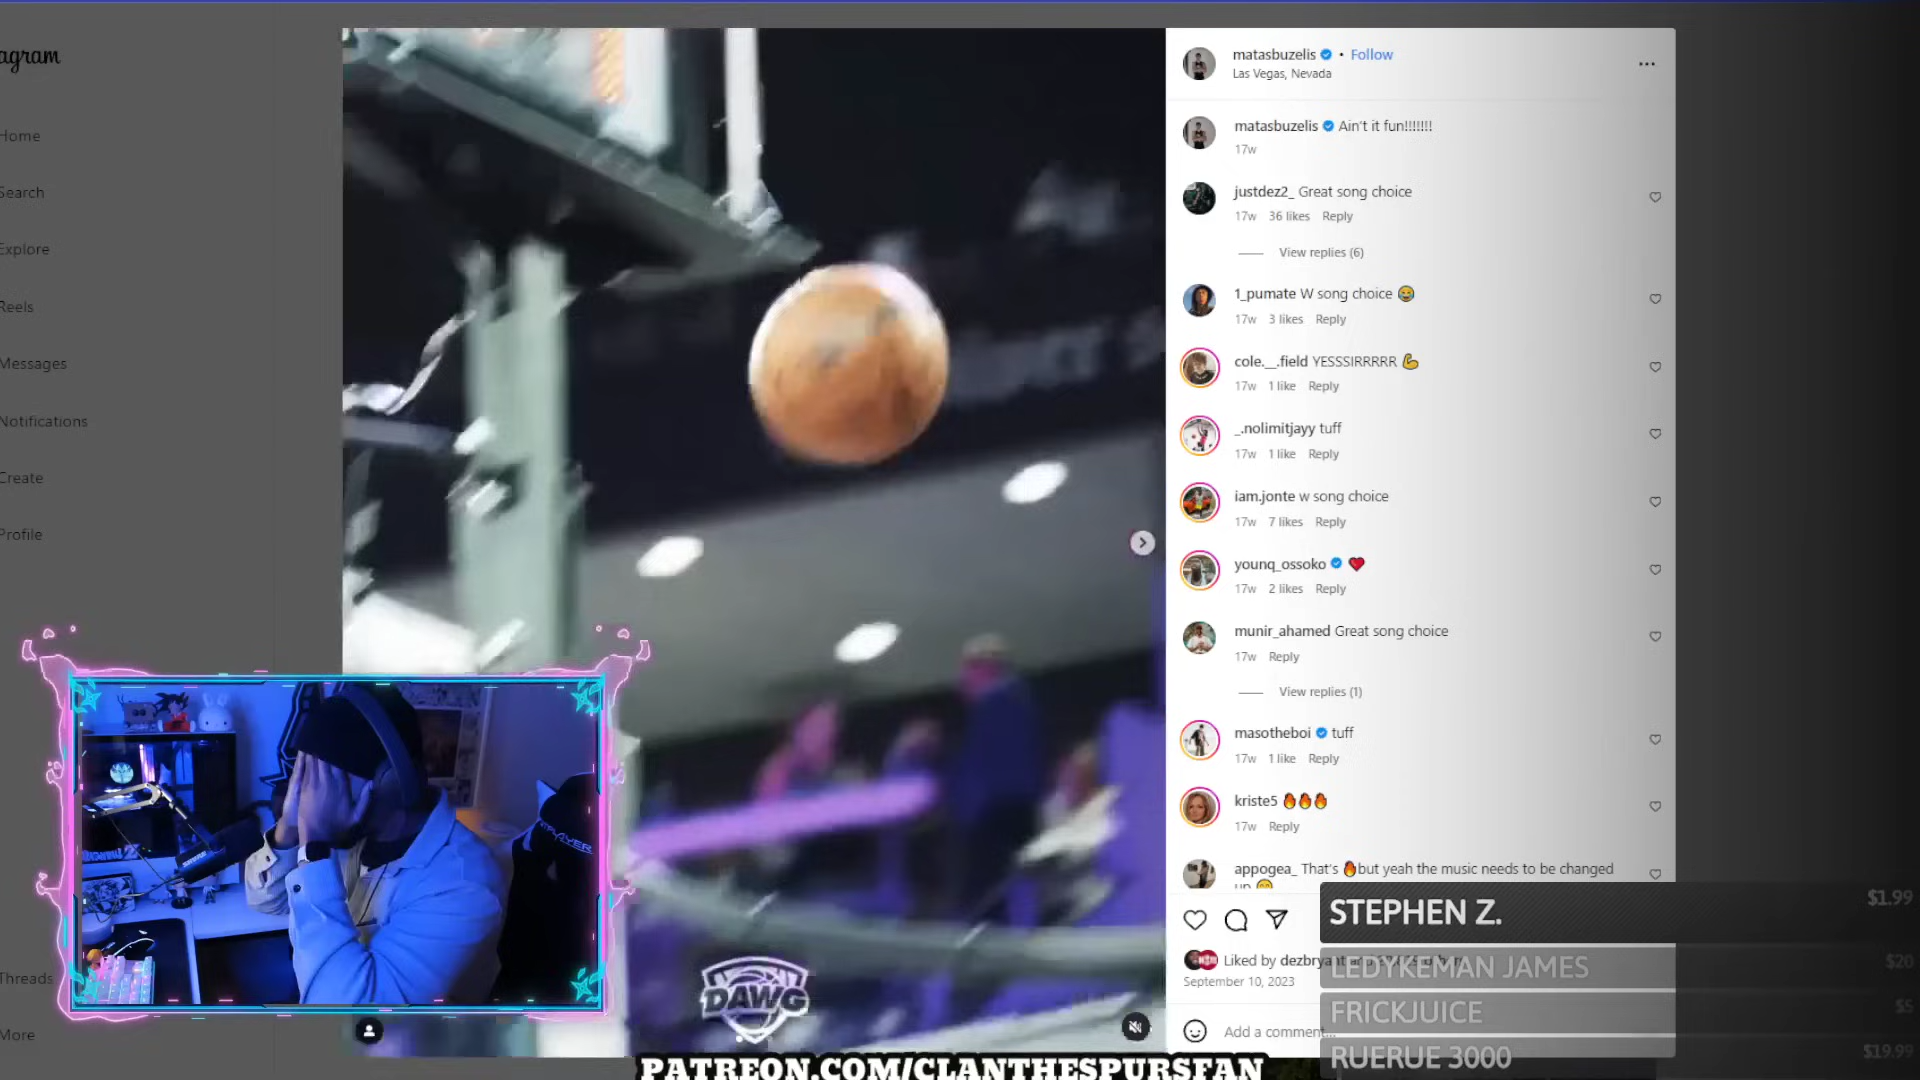 agram
Home
Search
Explore
Reels
Messages
Notifications
Create
Profile
Threads
More
matasbuzelis • Follow
Las Vegas, Nevada
matasbuzelis Ain't it fun!!!!!!!
17w
justdez2_ Great song choice
17w 36 likes Reply
View replies (6)
1_pumate W song choice 😂
17w 3 likes Reply
cole.__.field YESSSIRRRRR 💪
17w 1 like Reply
_.nolimitjayy tuff
17w 1 like Reply
iam.jonte w song choice
17w 7 likes Reply
younq_ossoko ❤️
17w 2 likes Reply
munir_ahamed Great song choice
17w Reply
View replies (1)
masotheboi tuff
17w 1 like Reply
kriste5 🔥🔥🔥
17w Reply
appogea_ That's 🔥but yeah the music needs to be changed
up
Liked by dezbryant and
September 10, 2023
Add a comment...
STEPHEN Z. $1.99
LEDYKEMAN JAMES $20
FRICKJUICE $5
RUERUE 3000 $19.99
DAWG
PATREON.COM/CLANTHESPURSFAN